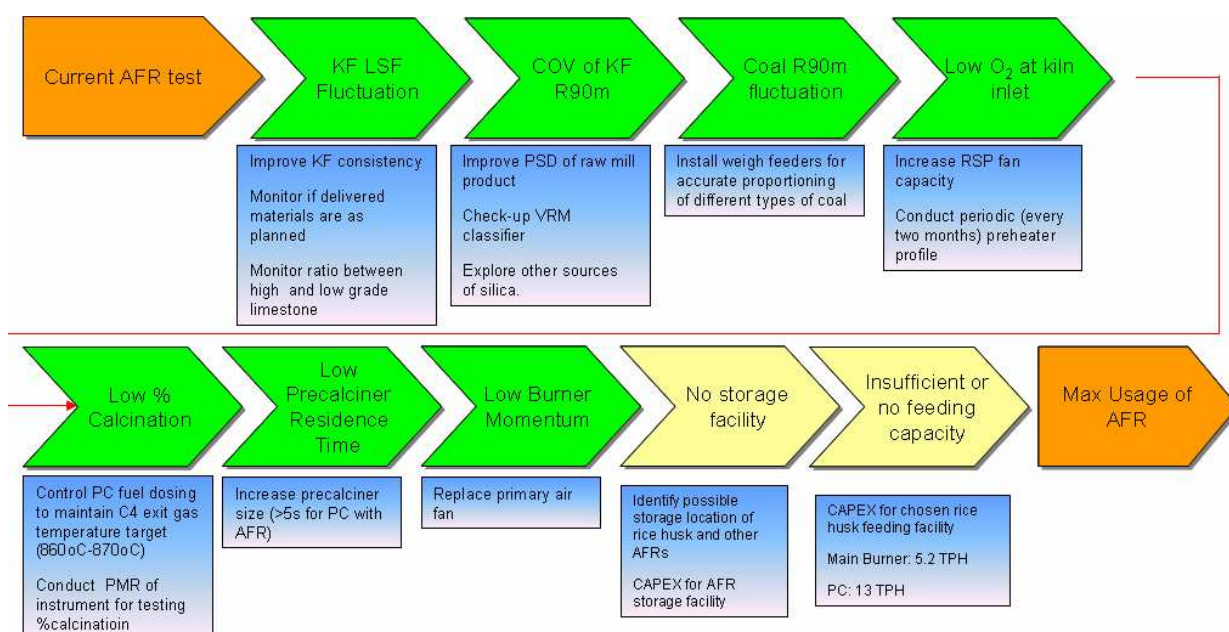 Current AFR test
KF LSF
Fluctuation
COV of KF
R90m
Coal R90m
fluctuation
Low O₂ at kiln
inlet
Improve KF consistency
Monitor if delivered
materials are as
planned
Monitor ratio between
high and low grade
limestone
Improve PSD of raw mill
product
Check-up VRM
classifier
Explore other sources
of silica.
Install weigh feeders for
accurate proportioning
of different types of coal
Increase RSP fan
capacity
Conduct periodic (every
two months) preheater
profile
Low %
Calcination
Low
Precalciner
Residence
Time
Low Burner
Momentum
No storage
facility
Insufficient or
no feeding
capacity
Max Usage of
AFR
Control PC fuel dosing
to maintain C4 exit gas
temperature target
(860oC-870oC)
Conduct PMR of
instrument for testing
%calcinatioin
Increase precalciner
size (>5s for PC with
AFR)
Replace primary air
fan
Identify possible
storage location of
rice husk and other
AFRs
CAPEX for AFR
storage facility
CAPEX for chosen rice
husk feeding facility
Main Burner: 5.2 TPH
PC: 13 TPH